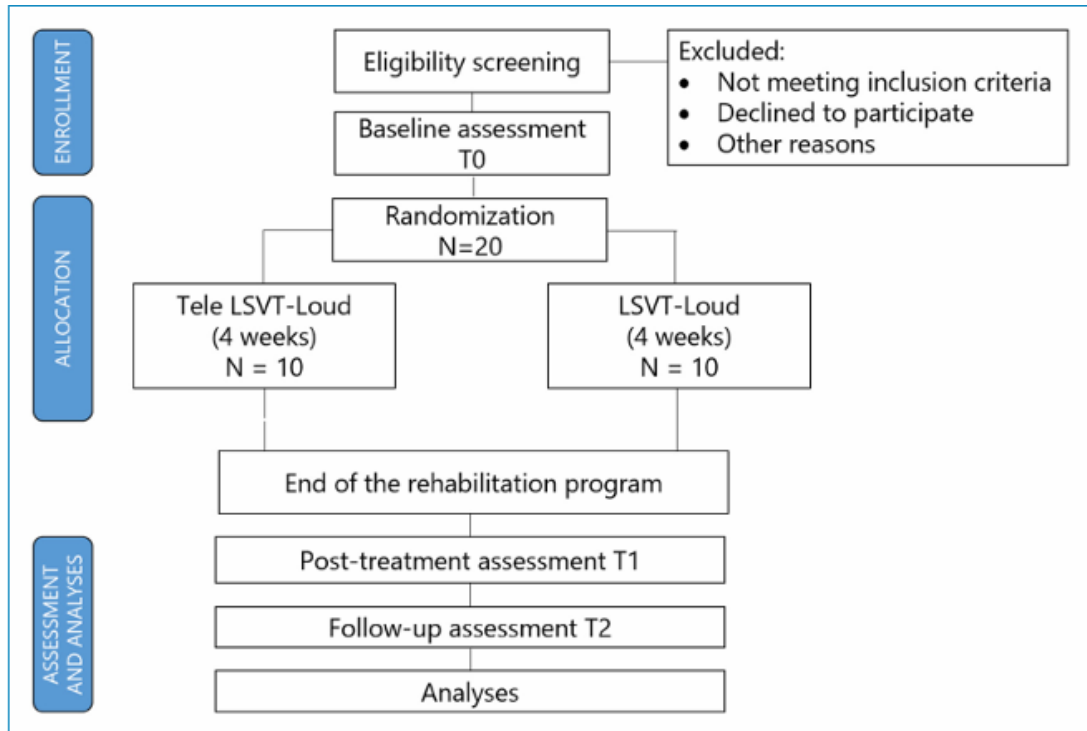 ENROLLMENT
Eligibility screening
Excluded:
• Not meeting inclusion criteria
• Declined to participate
• Other reasons
Baseline assessment
T0
ALLOCATION
Randomization
N=20
Tele LSVT-Loud
(4 weeks)
N = 10
LSVT-Loud
(4 weeks)
N = 10
End of the rehabilitation program
ASSESSMENT
AND ANALYSES
Post-treatment assessment T1
Follow-up assessment T2
Analyses